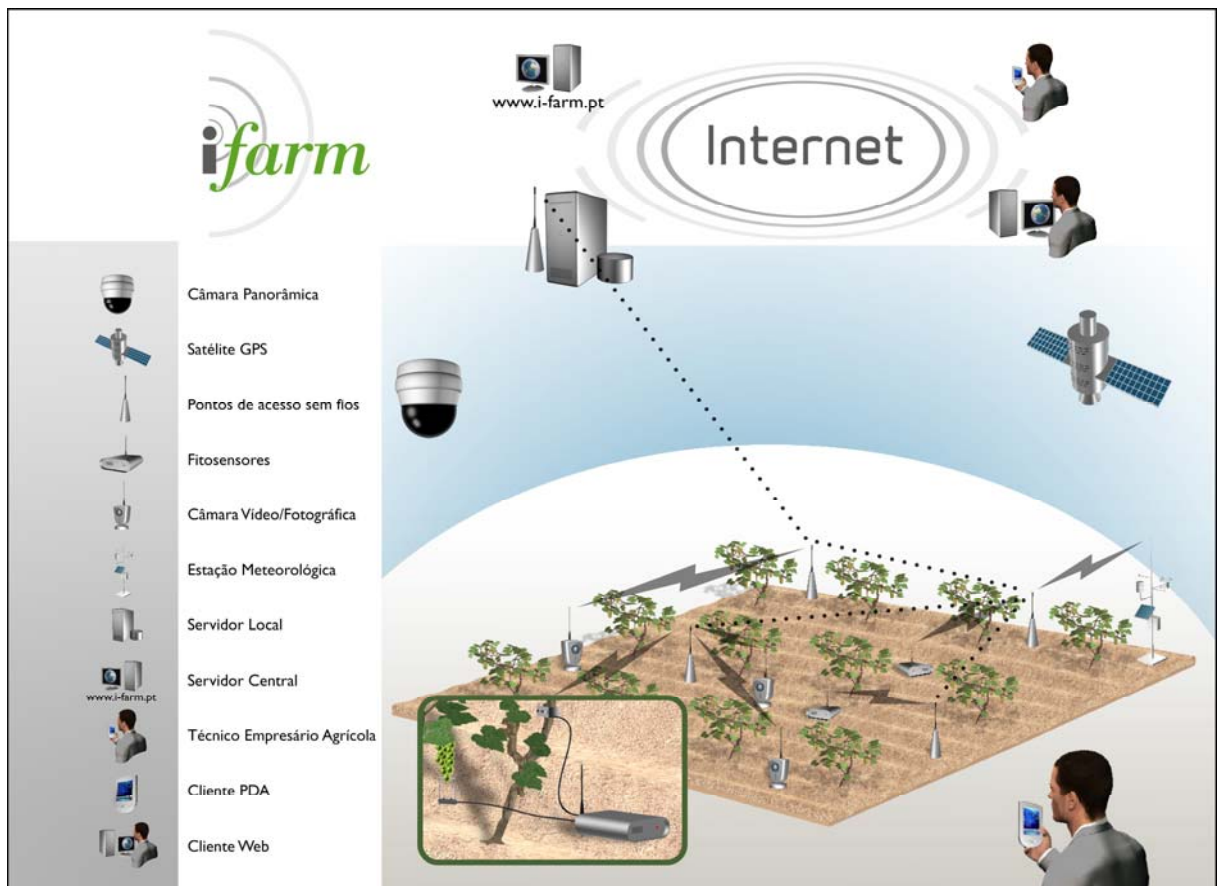 ifarm
www.i-farm.pt
Internet
Câmara Panorâmica
Satélite GPS
Pontos de acesso sem fios
Fitosensores
Câmara Vídeo/Fotográfica
Estação Meteorológica
Servidor Local
Servidor Central
www.i-farm.pt
Técnico Empresário Agrícola
Cliente PDA
Cliente Web